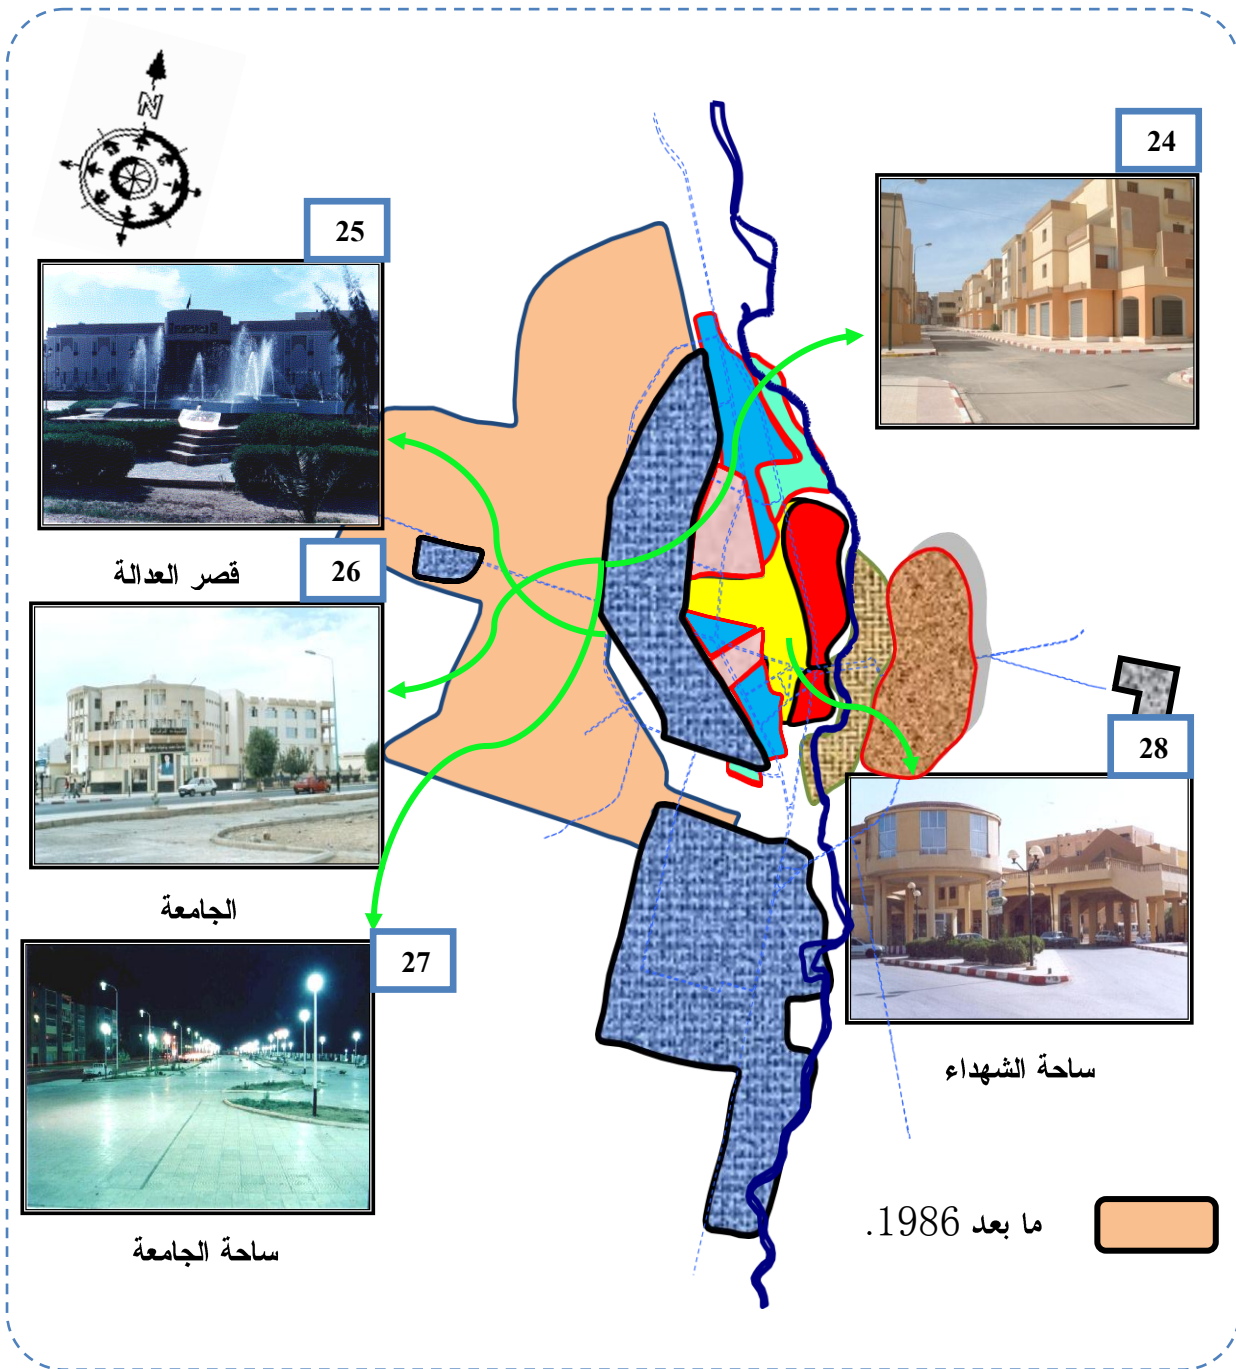 N
24
25
قصر العدالة
26
الجامعة
28
27
ساحة الشهداء
ما بعد 1986.
ساحة الجامعة